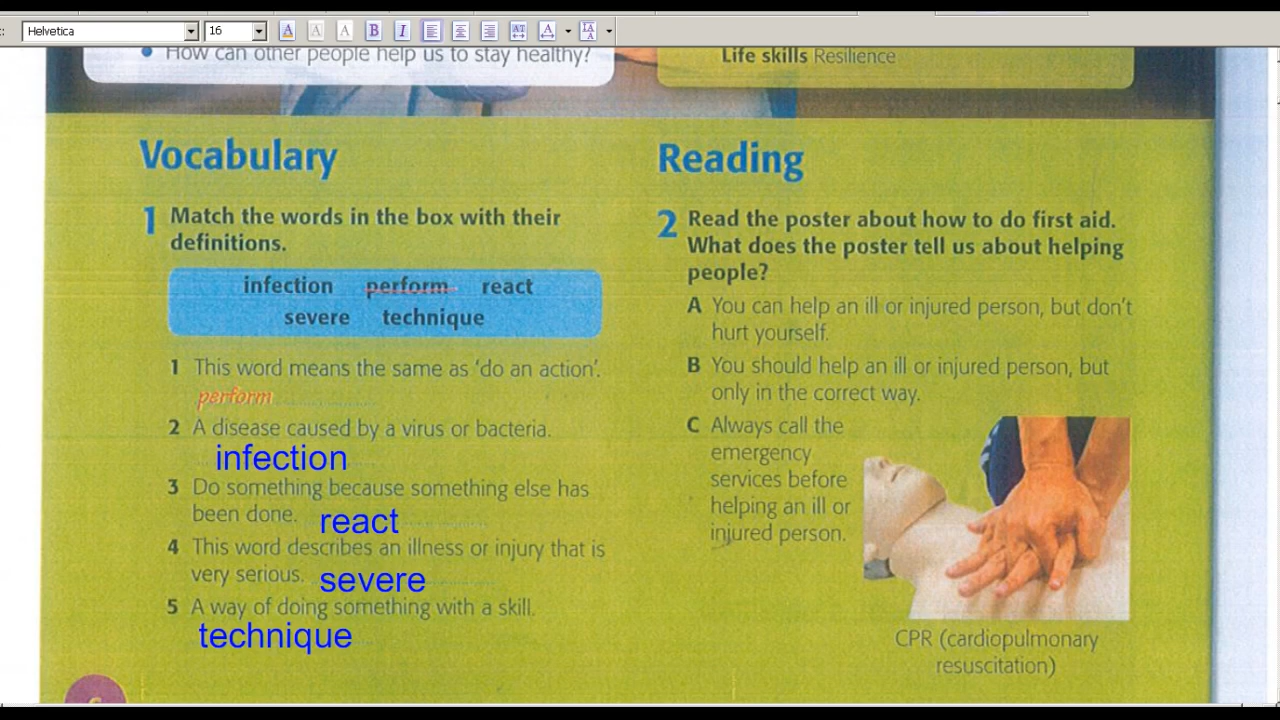 Helvetica
16
B
I
AT
A
IA
• How can other people help us to stay healthy?
Life skills Resilience
Vocabulary
1 Match the words in the box with their
definitions.
infection perform react
severe technique
1 This word means the same as 'do an action'.
perform
2 A disease caused by a virus or bacteria.
infection
3 Do something because something else has
been done. react
4 This word describes an illness or injury that is
very serious. severe
5 A way of doing something with a skill.
technique
Reading
2 Read the poster about how to do first aid.
What does the poster tell us about helping
people?
A You can help an ill or injured person, but don't
hurt yourself.
B You should help an ill or injured person, but
only in the correct way.
C Always call the
emergency
services before
helping an ill or
injured person.
CPR (cardiopulmonary
resuscitation)